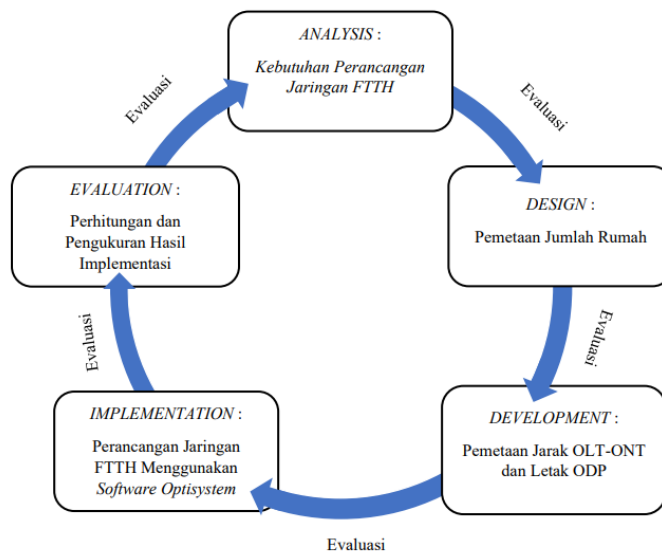 ANALYSIS :
Kebutuhan Perancangan
Jaringan FTTH
Evaluasi
DESIGN :
Pemetaan Jumlah Rumah
Evaluasi
DEVELOPMENT :
Pemetaan Jarak OLT-ONT
dan Letak ODP
Evaluasi
IMPLEMENTATION :
Perancangan Jaringan
FTTH Menggunakan
Software Optisystem
Evaluasi
EVALUATION :
Perhitungan dan
Pengukuran Hasil
Implementasi
Evaluasi